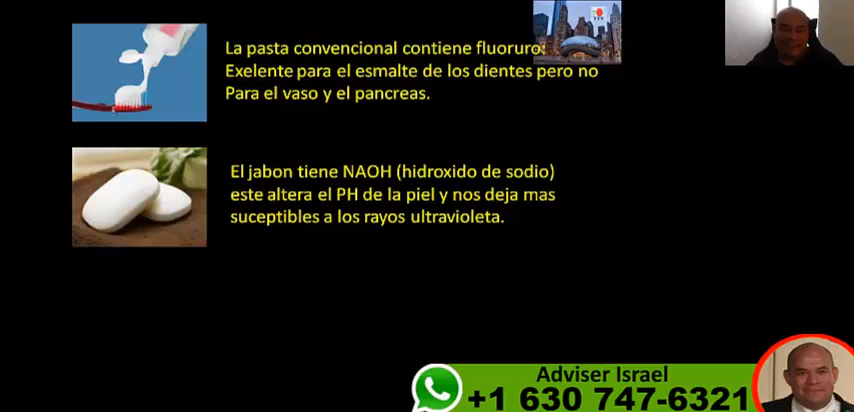 La pasta convencional contiene fluoruro:
Exelente para el esmalte de los dientes pero no
Para el vaso y el pancreas.
El jabon tiene NAOH (hidroxido de sodio)
este altera el PH de la piel y nos deja mas
suceptibles a los rayos ultravioleta.
Adviser Israel
+1 630 747-6321